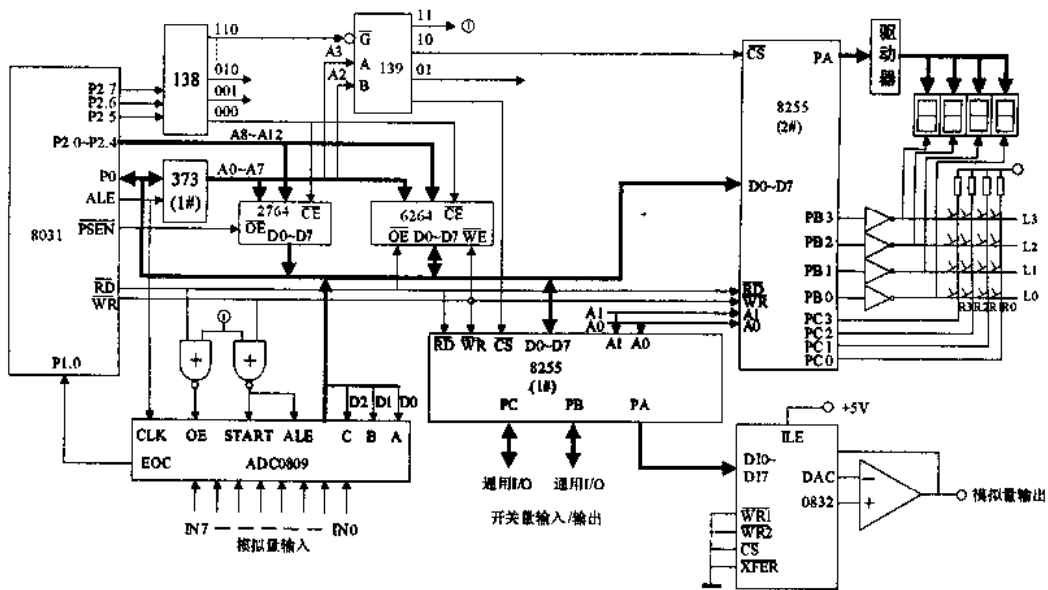 110
010
001
000
138
P2 7
P2.6
P2 5
P2 0~P2.4
P0
ALE
PSEN
8031
RD
WR
P1.0
373
(1#)
A8~A12
A0~A7
A3
A2
G
A
B
139
11
10
01
①
2764
CE
OE
D0~D7
6264
CE
OE D0~D7 WE
CS
PA
8255
(2#)
D0~D7
RD
WR
A1
A0
A1
A0
PB3
PB2
PB1
PB0
PC3
PC2
PC1
PC0
驱动器
L3
L2
L1
L0
R3 R2 R1 R0
①
+
+
RD WR CS D0~D7 A1 A0
8255
(1#)
PC PB PA
通用I/O 通用I/O
开关量输入/输出
D2 D1 D0
CLK OE START ALE C B A
EOC ADC0809
IN7 IN0
模拟量输入
+5V
ILE
DI0~
DI7
DAC
0832
WR1
WR2
CS
XFER
−
+
模拟量输出